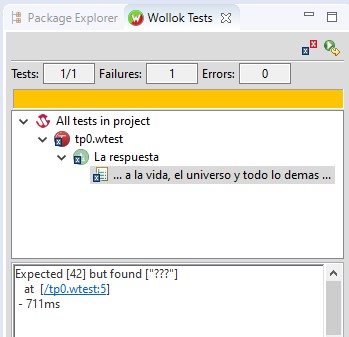 Package Explorer Wollok Tests
Tests: 1/1 Failures: 1 Errors: 0
All tests in project
tp0.wtest
La respuesta
... a la vida, el universo y todo lo demas ...
Expected [42] but found ["???"]
at [/tp0.wtest:5]
- 711ms